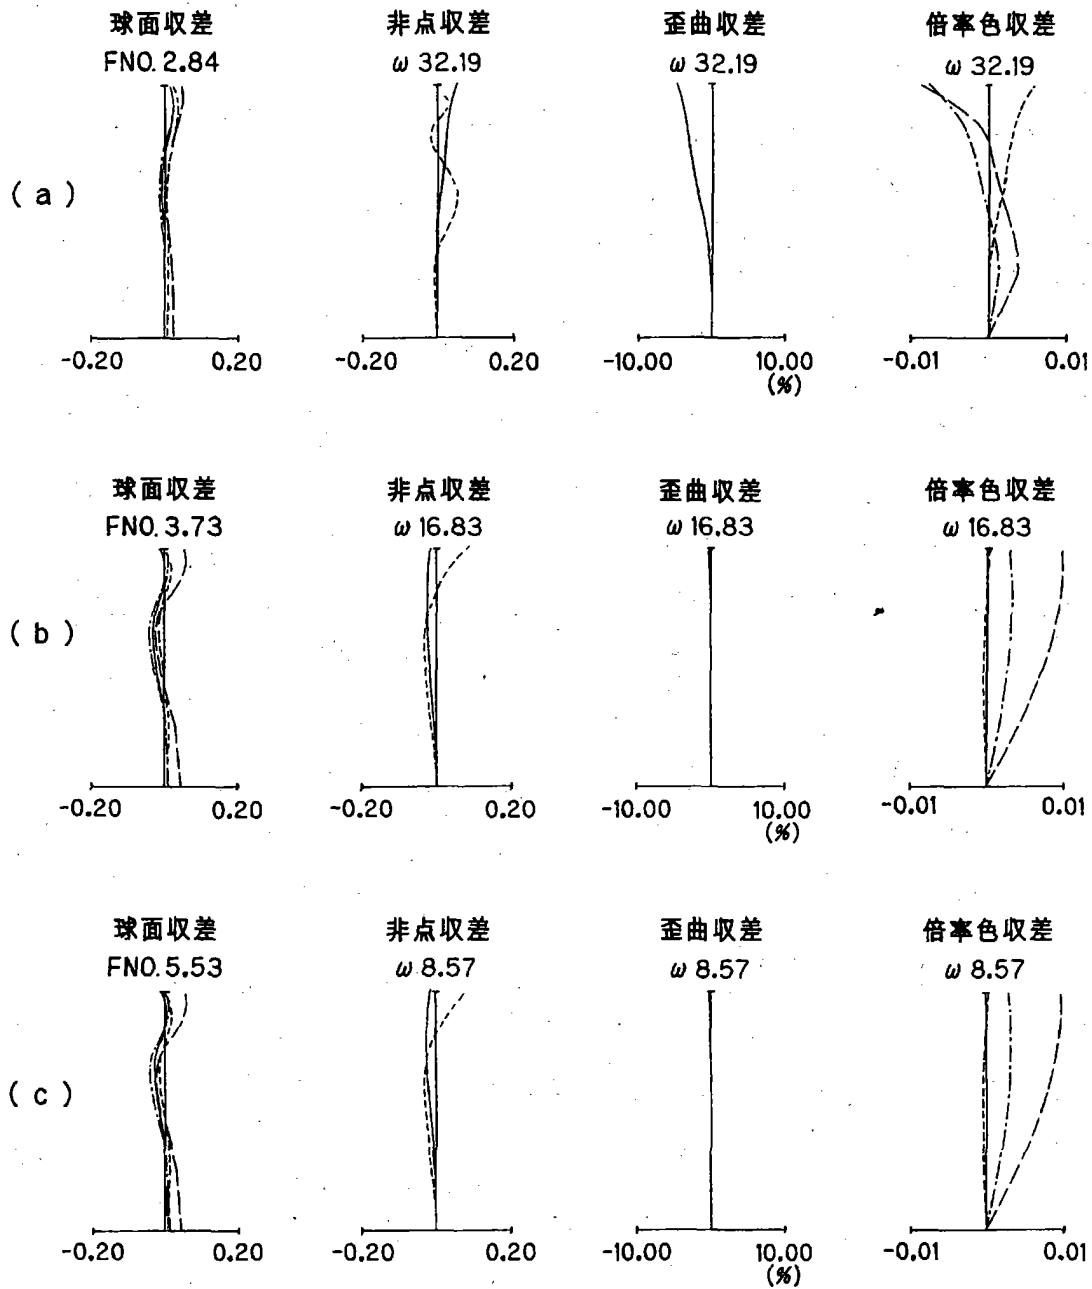 球面収差
FNO. 2.84
非点収差
ω 32.19
歪曲収差
ω 32.19
倍率色収差
ω 32.19
(a)
-0.20 0.20
-0.20 0.20
-10.00 10.00
(%)
-0.01 0.01
球面収差
FNO. 3.73
非点収差
ω 16.83
歪曲収差
ω 16.83
倍率色収差
ω 16.83
(b)
-0.20 0.20
-0.20 0.20
-10.00 10.00
(%)
-0.01 0.01
球面収差
FNO. 5.53
非点収差
ω 8.57
歪曲収差
ω 8.57
倍率色収差
ω 8.57
(c)
-0.20 0.20
-0.20 0.20
-10.00 10.00
(%)
-0.01 0.01